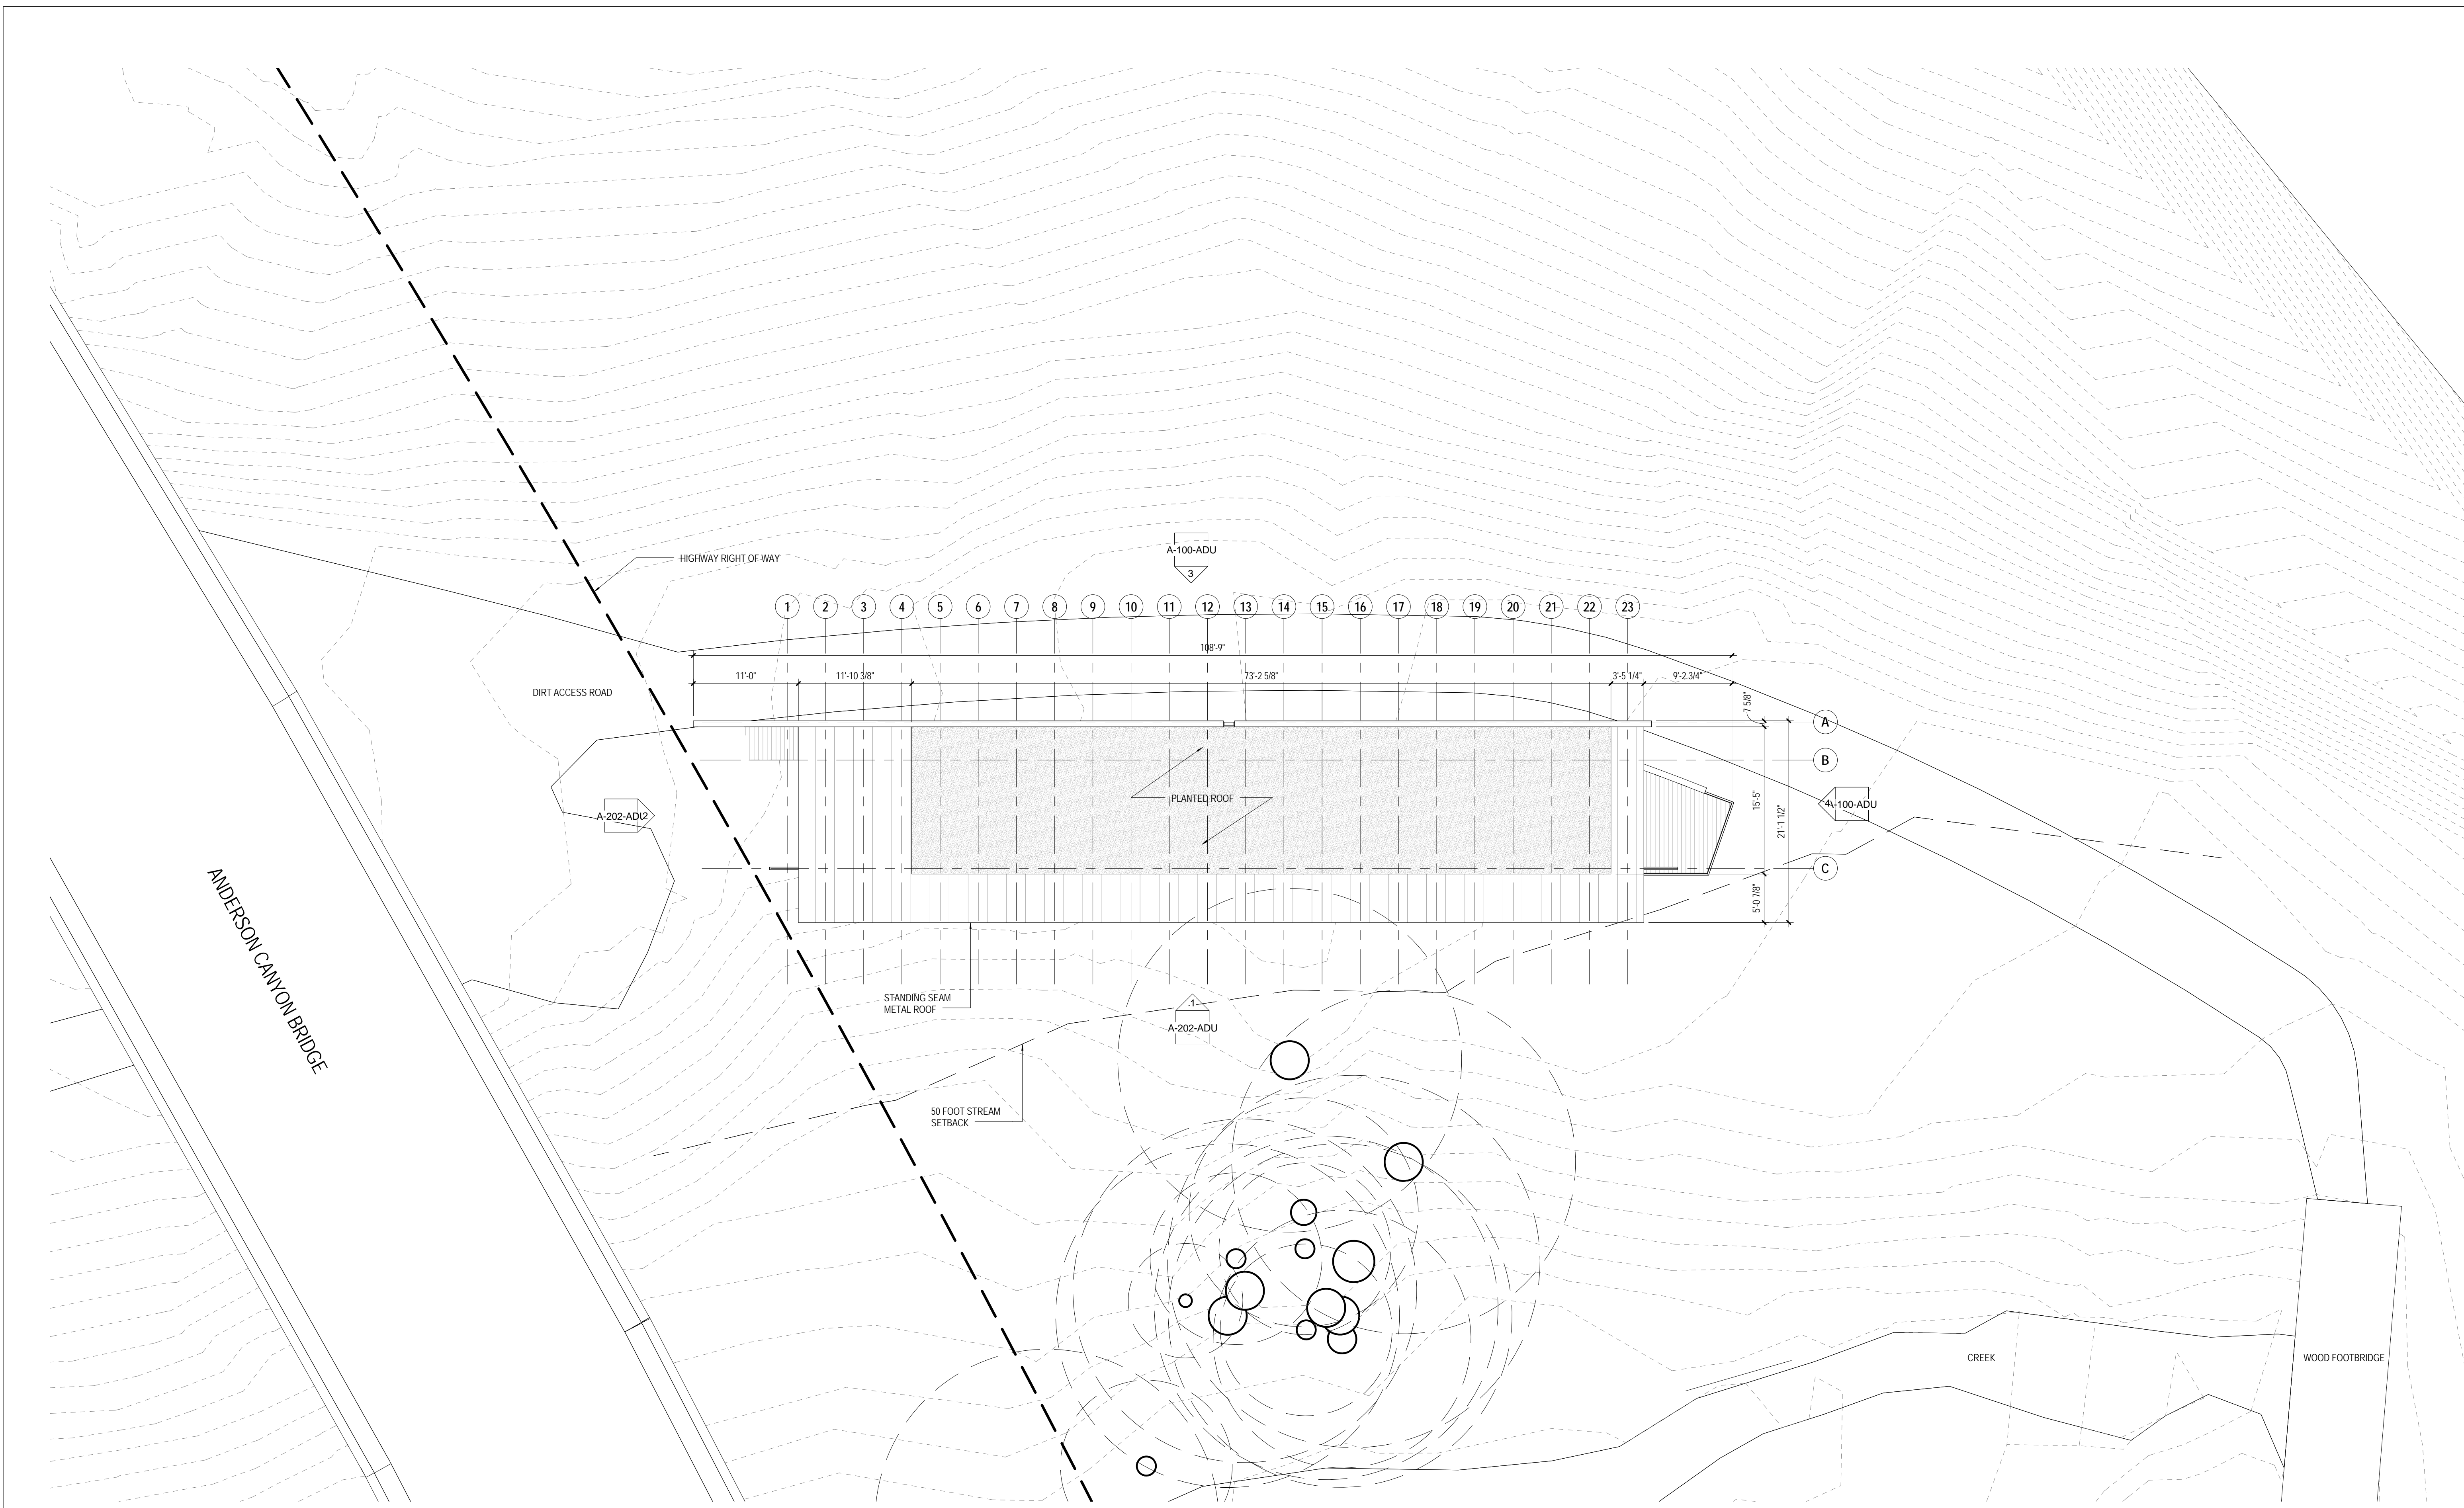 A-100-ADU
3
HIGHWAY RIGHT OF WAY
1 2 3 4 5 6 7 8 9 10 11 12 13 14 15 16 17 18 19 20 21 22 23
108'-9"
11'-0" 11'-10 3/8" 73'-2 5/8" 3'-5 1/4" 9'-2 3/4"
DIRT ACCESS ROAD
7 5/8"
A
B
PLANTED ROOF
15'-5"
21'-1 1/2"
4
A-100-ADU
A-202-ADU
2
C
5'-0 7/8"
ANDERSON CANYON BRIDGE
STANDING SEAM
METAL ROOF
1
A-202-ADU
50 FOOT STREAM
SETBACK
CREEK
WOOD FOOTBRIDGE